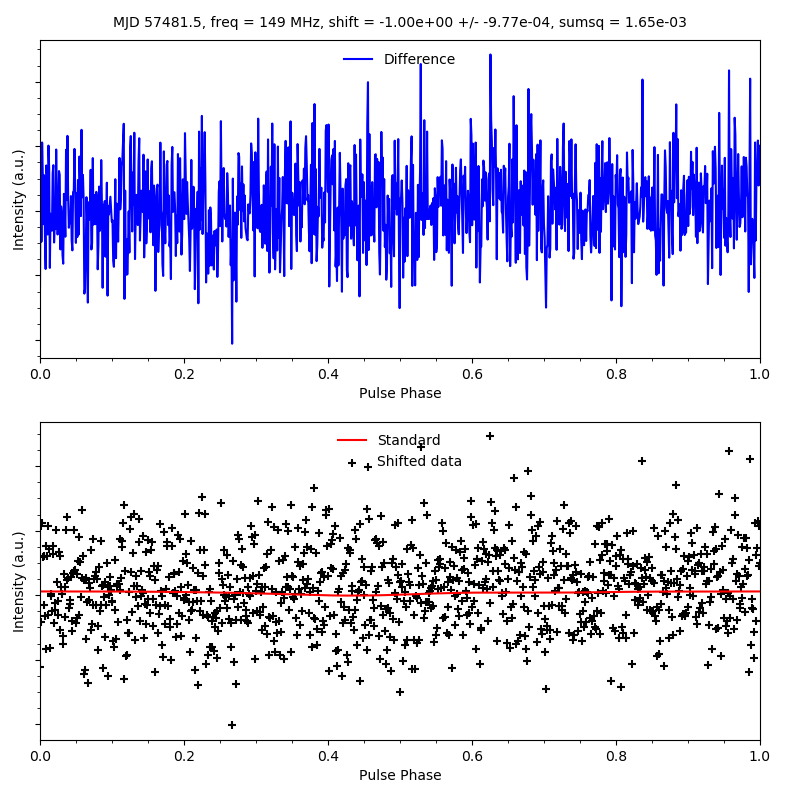 MJD 57481.5, freq = 149 MHz, shift = -1.00e+00 +/- -9.77e-04, sumsq = 1.65e-03
Difference
Intensity (a.u.)
0.0 0.2 0.4 0.6 0.8 1.0
Pulse Phase
Standard
Shifted data
Intensity (a.u.)
0.0 0.2 0.4 0.6 0.8 1.0
Pulse Phase